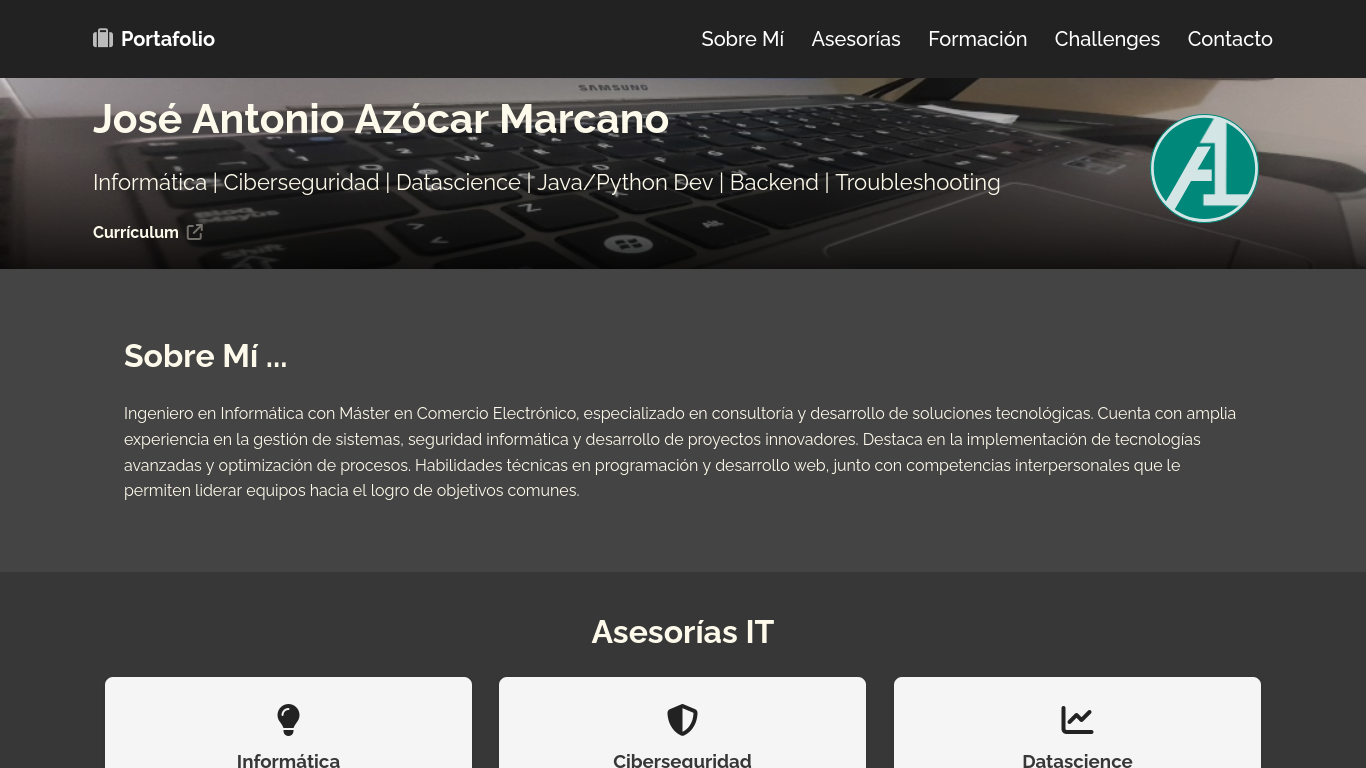 Portafolio
Sobre Mí Asesorías Formación Challenges Contacto
SAMSUNG
José Antonio Azócar Marcano
Informática | Ciberseguridad | Datascience | Java/Python Dev | Backend | Troubleshooting
Currículum
Sobre Mí ...
Ingeniero en Informática con Máster en Comercio Electrónico, especializado en consultoría y desarrollo de soluciones tecnológicas. Cuenta con amplia
experiencia en la gestión de sistemas, seguridad informática y desarrollo de proyectos innovadores. Destaca en la implementación de tecnologías
avanzadas y optimización de procesos. Habilidades técnicas en programación y desarrollo web, junto con competencias interpersonales que le
permiten liderar equipos hacia el logro de objetivos comunes.
Asesorías IT
Informática
Ciberseguridad
Datascience